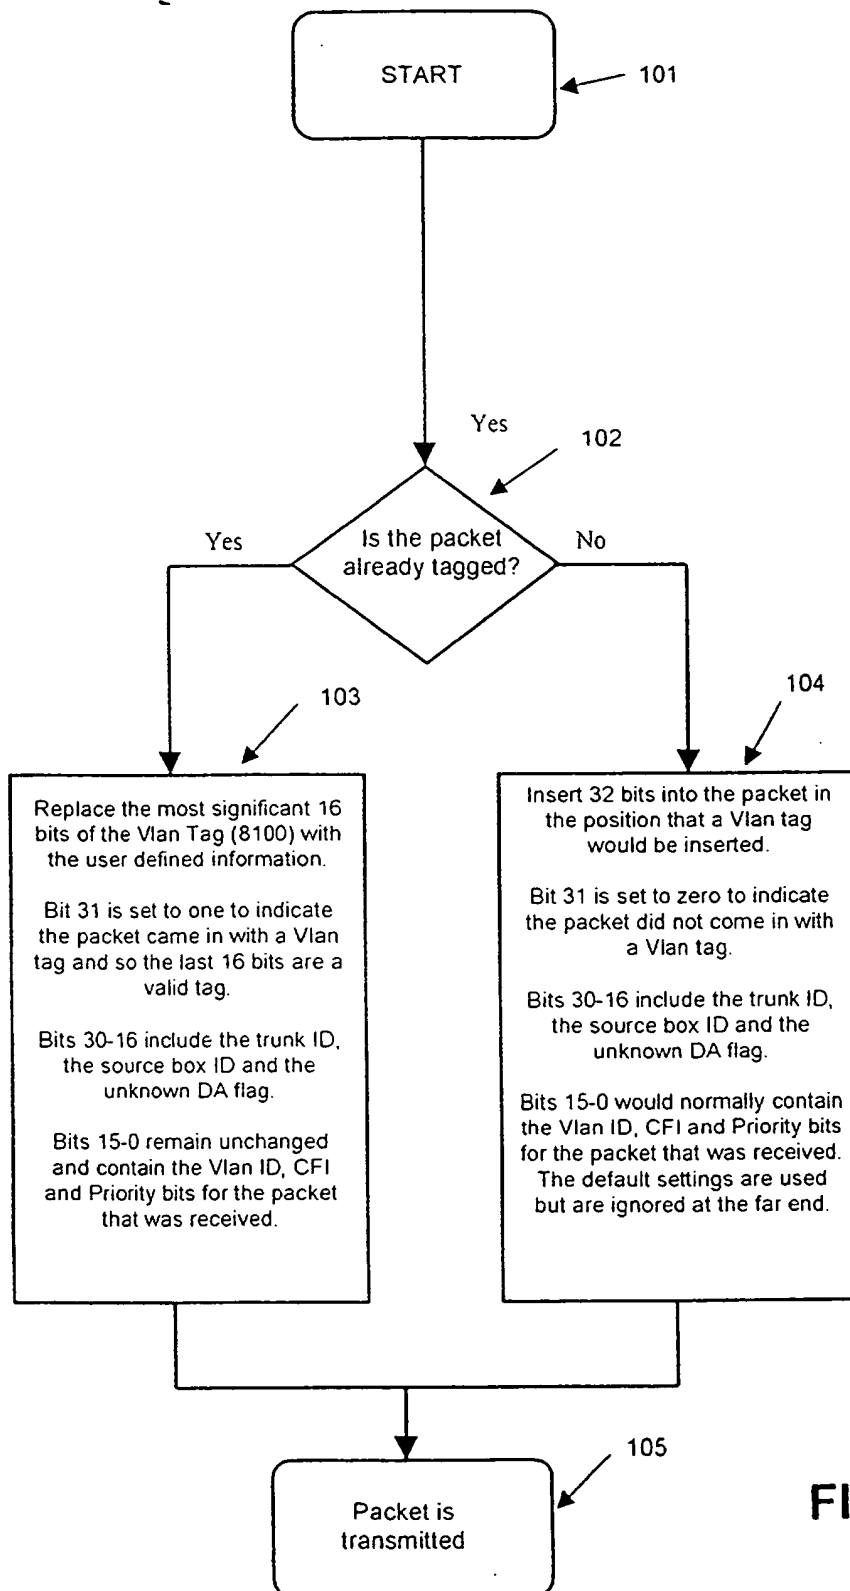 START
101
Yes
102
Is the packet
already tagged?
Yes
No
103
104
Replace the most significant 16
bits of the Vlan Tag (8100) with
the user defined information.
Bit 31 is set to one to indicate
the packet came in with a Vlan
tag and so the last 16 bits are a
valid tag.
Bits 30-16 include the trunk ID,
the source box ID and the
unknown DA flag.
Bits 15-0 remain unchanged
and contain the Vlan ID, CFI
and Priority bits for the packet
that was received.
Insert 32 bits into the packet in
the position that a Vlan tag
would be inserted.
Bit 31 is set to zero to indicate
the packet did not come in with
a Vlan tag.
Bits 30-16 include the trunk ID,
the source box ID and the
unknown DA flag.
Bits 15-0 would normally contain
the Vlan ID, CFI and Priority bits
for the packet that was received.
The default settings are used
but are ignored at the far end.
105
Packet is
transmitted
FI